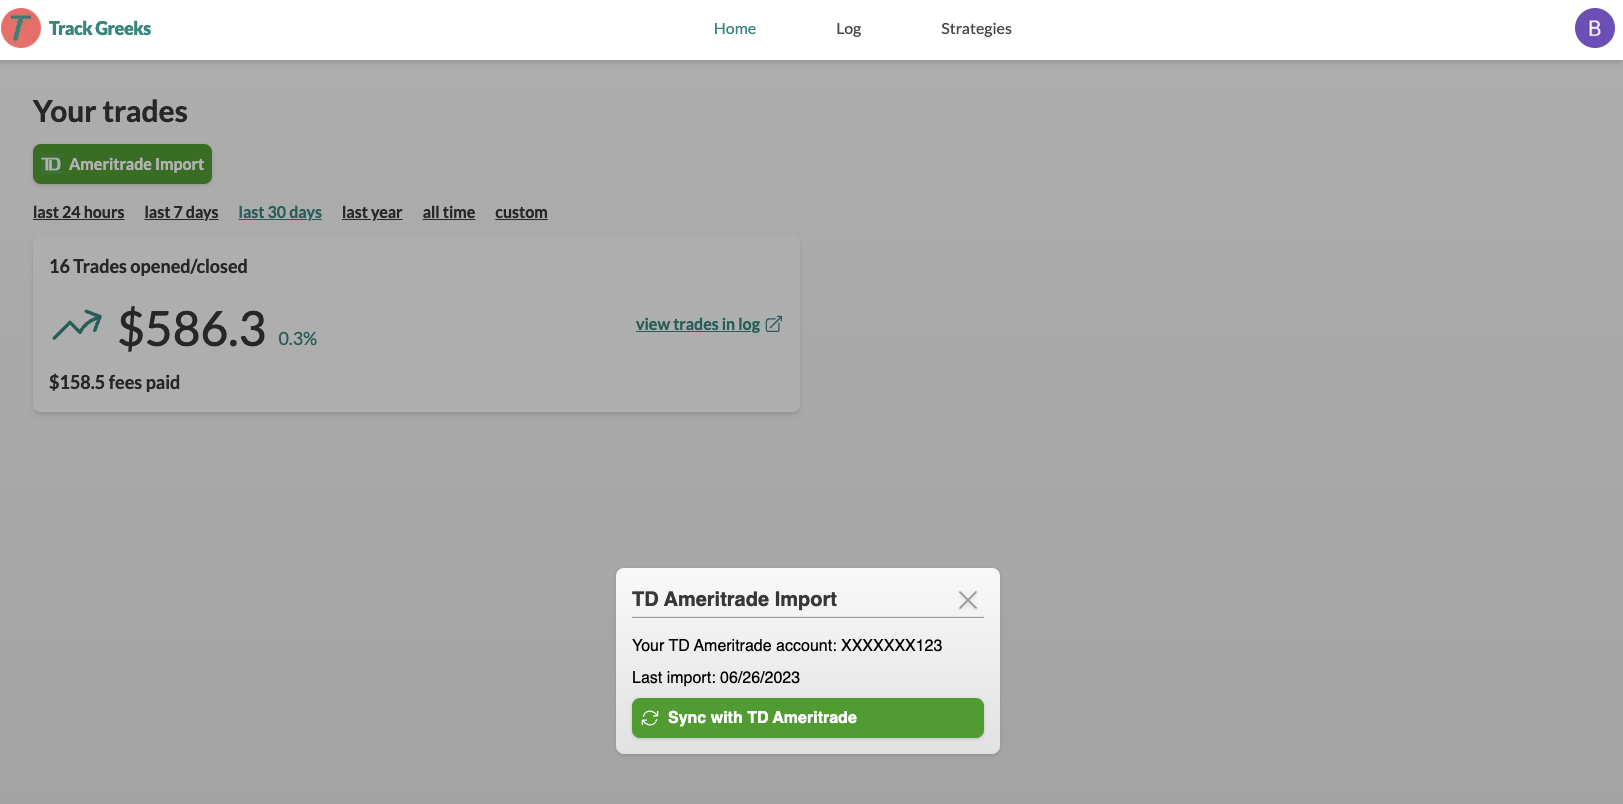 T Track Greeks
Home Log Strategies
B
Your trades
TD Ameritrade Import
last 24 hours last 7 days last 30 days last year all time custom
16 Trades opened/closed
$586.3 0.3%
view trades in log
$158.5 fees paid
TD Ameritrade Import
Your TD Ameritrade account: XXXXXXX123
Last import: 06/26/2023
Sync with TD Ameritrade